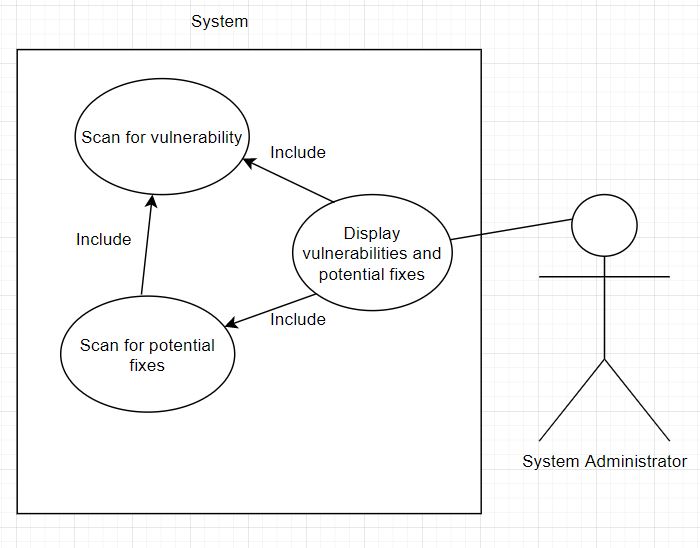 System
Scan for vulnerability
Include
Include
Display
vulnerabilities and
potential fixes
Include
Scan for potential
fixes
System Administrator